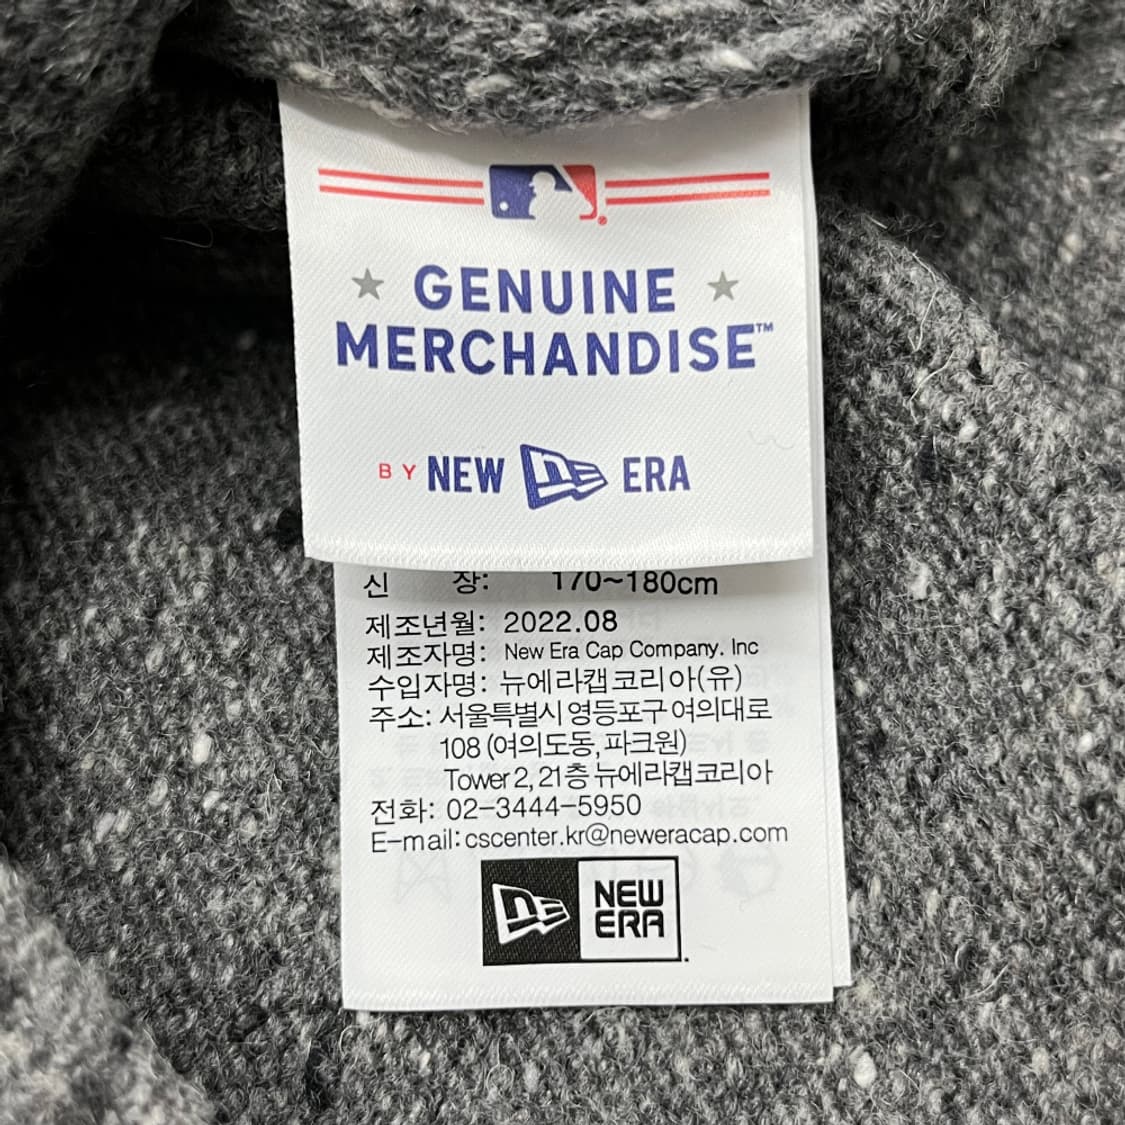 GENUINE
MERCHANDISE™
BY NEW ERA
신 장: 170~180cm
제조년월: 2022.08
제조자명: New Era Cap Company. Inc
수입자명: 뉴에라캡코리아(유)
주소: 서울특별시 영등포구 여의대로
108 (여의도동, 파크원)
Tower 2, 21층 뉴에라캡코리아
전화: 02-3444-5950
E-mail: cscenter.kr@neweracap.com
NEW
ERA